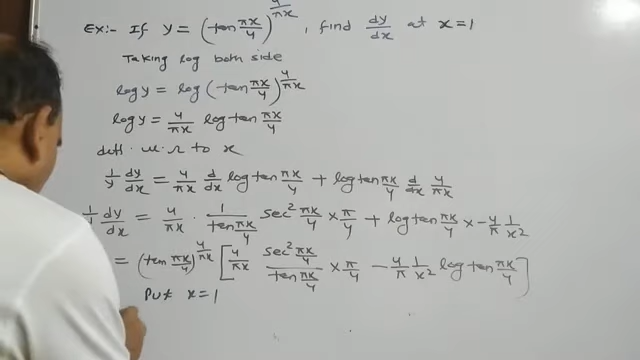 Ex:- If y = (tan πx/4)^(4/πx), find dy/dx at x=1
Taking log both side
log y = log (tan πx/4)^(4/πx)
log y = 4/πx log tan πx/4
diff. w.r to x
1/y dy/dx = 4/πx d/dx log tan πx/4 + log tan πx/4 d/dx 4/πx
1/y dy/dx = 4/πx · 1/(tan πx/4) sec² πx/4 × π/4 + log tan πx/4 × -4/π 1/x²
= (tan πx/4)^(4/πx) [4/πx (sec² πx/4)/(tan πx/4) × π/4 - 4/π 1/x² log tan πx/4]
Put x=1